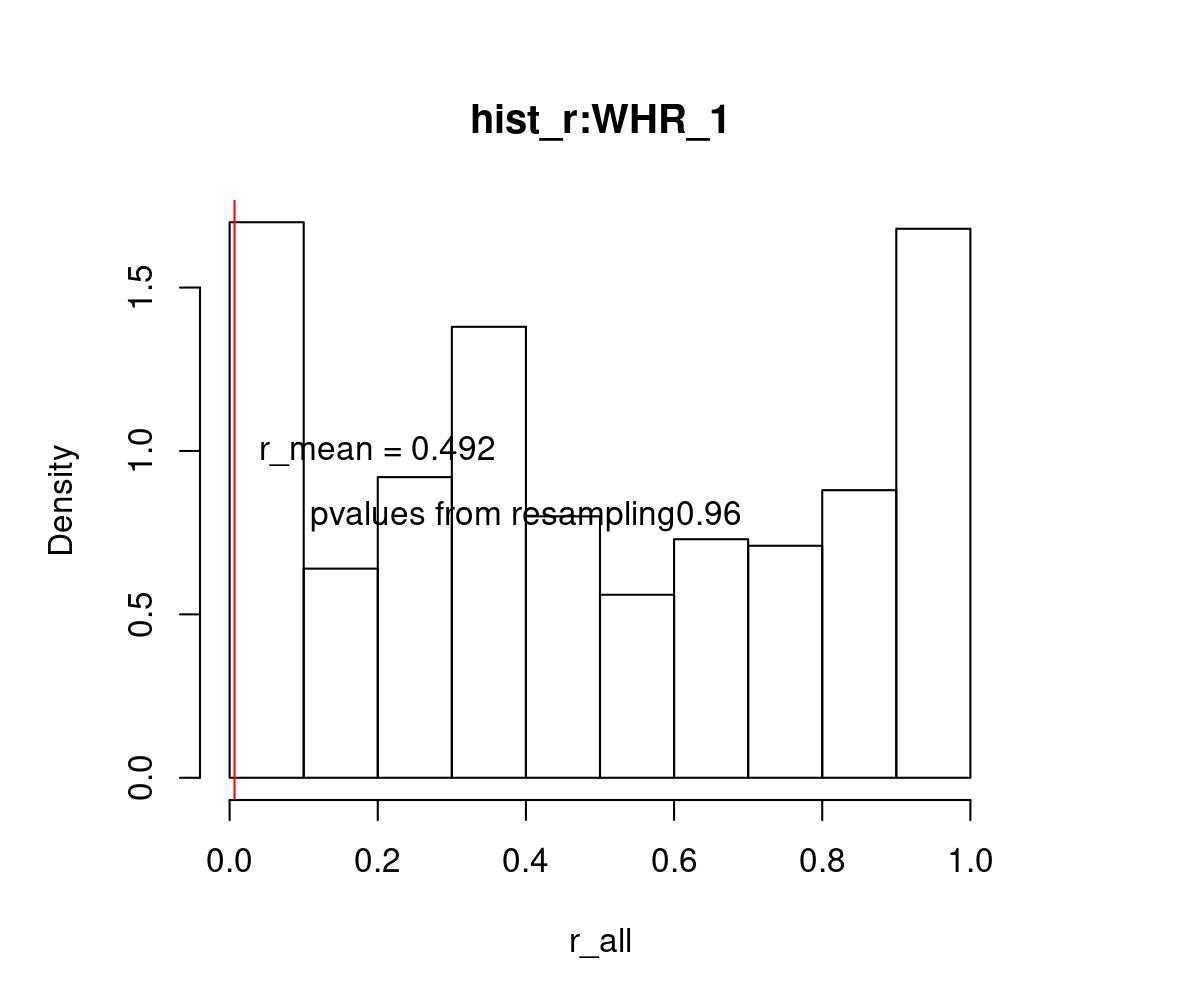 hist_r:WHR_1
Density
1.5
1.0
0.5
0.0
r_mean = 0.492
pvalues from resampling0.96
0.0 0.2 0.4 0.6 0.8 1.0
r_all